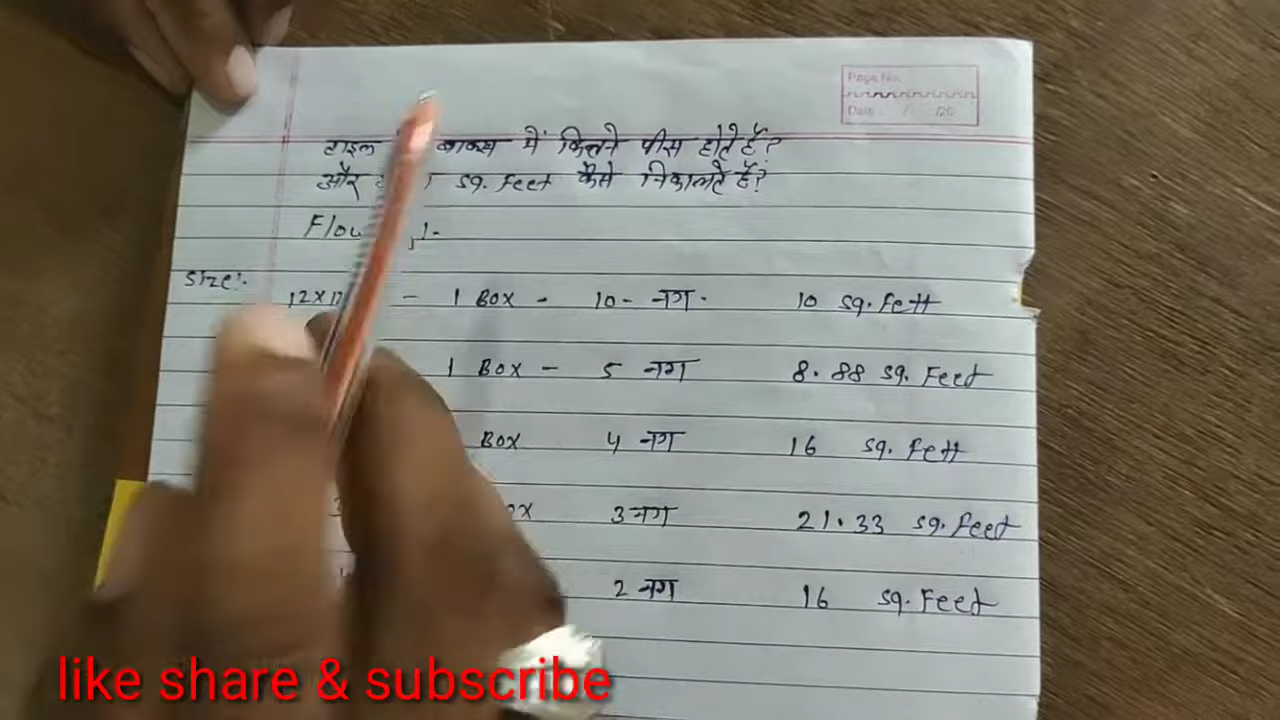 Page No.
Date / /20
टाइल बाक्स में कितने पीस होते हैं?
और sq. feet कैसे निकालते हैं?
Size:-
- 1 Box - 10 - नग. 10 sq. Fett
1 Box - 5 नग 8.88 sq. Feet
Box 4 नग 16 sq. Fett
3 नग 21.33 sq. Feet
2 नग 16 sq. Feet
like share & subscribe